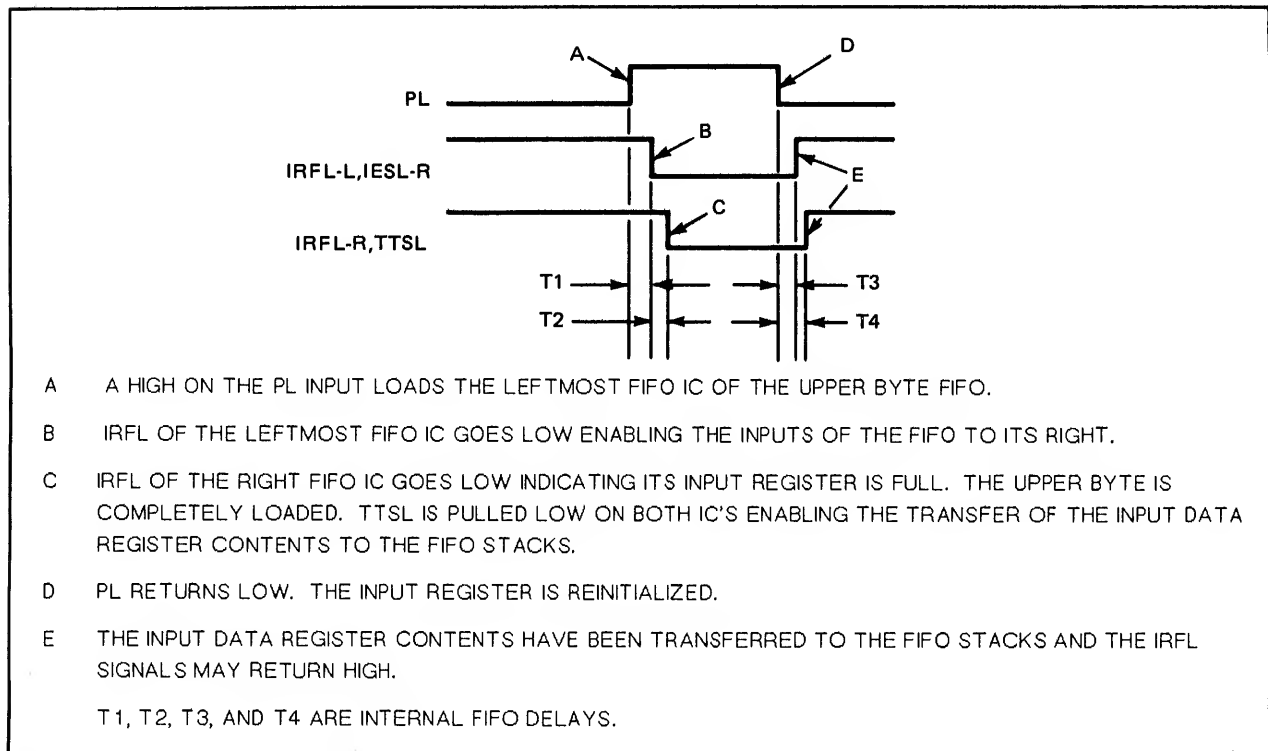 A
D
PL
B
IRFL-L,IESL-R
E
C
IRFL-R,TTSL
T1
T3
T2
T4
A A HIGH ON THE PL INPUT LOADS THE LEFTMOST FIFO IC OF THE UPPER BYTE FIFO.
B IRFL OF THE LEFTMOST FIFO IC GOES LOW ENABLING THE INPUTS OF THE FIFO TO ITS RIGHT.
C IRFL OF THE RIGHT FIFO IC GOES LOW INDICATING ITS INPUT REGISTER IS FULL. THE UPPER BYTE IS
COMPLETELY LOADED. TTSL IS PULLED LOW ON BOTH IC'S ENABLING THE TRANSFER OF THE INPUT DATA
REGISTER CONTENTS TO THE FIFO STACKS.
D PL RETURNS LOW. THE INPUT REGISTER IS REINITIALIZED.
E THE INPUT DATA REGISTER CONTENTS HAVE BEEN TRANSFERRED TO THE FIFO STACKS AND THE IRFL
SIGNALS MAY RETURN HIGH.
T1, T2, T3, AND T4 ARE INTERNAL FIFO DELAYS.